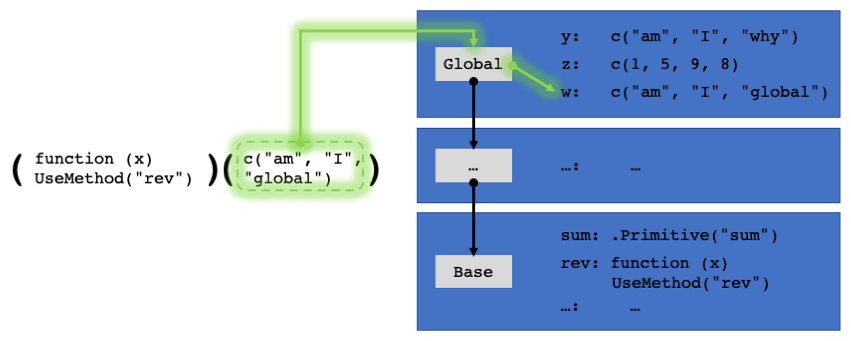 ( function (x)
UseMethod("rev") )( c("am", "I",
"global") )
Global
y: c("am", "I", "why")
z: c(1, 5, 9, 8)
w: c("am", "I", "global")
…
…: …
Base
sum: .Primitive("sum")
rev: function (x)
UseMethod("rev")
…: …